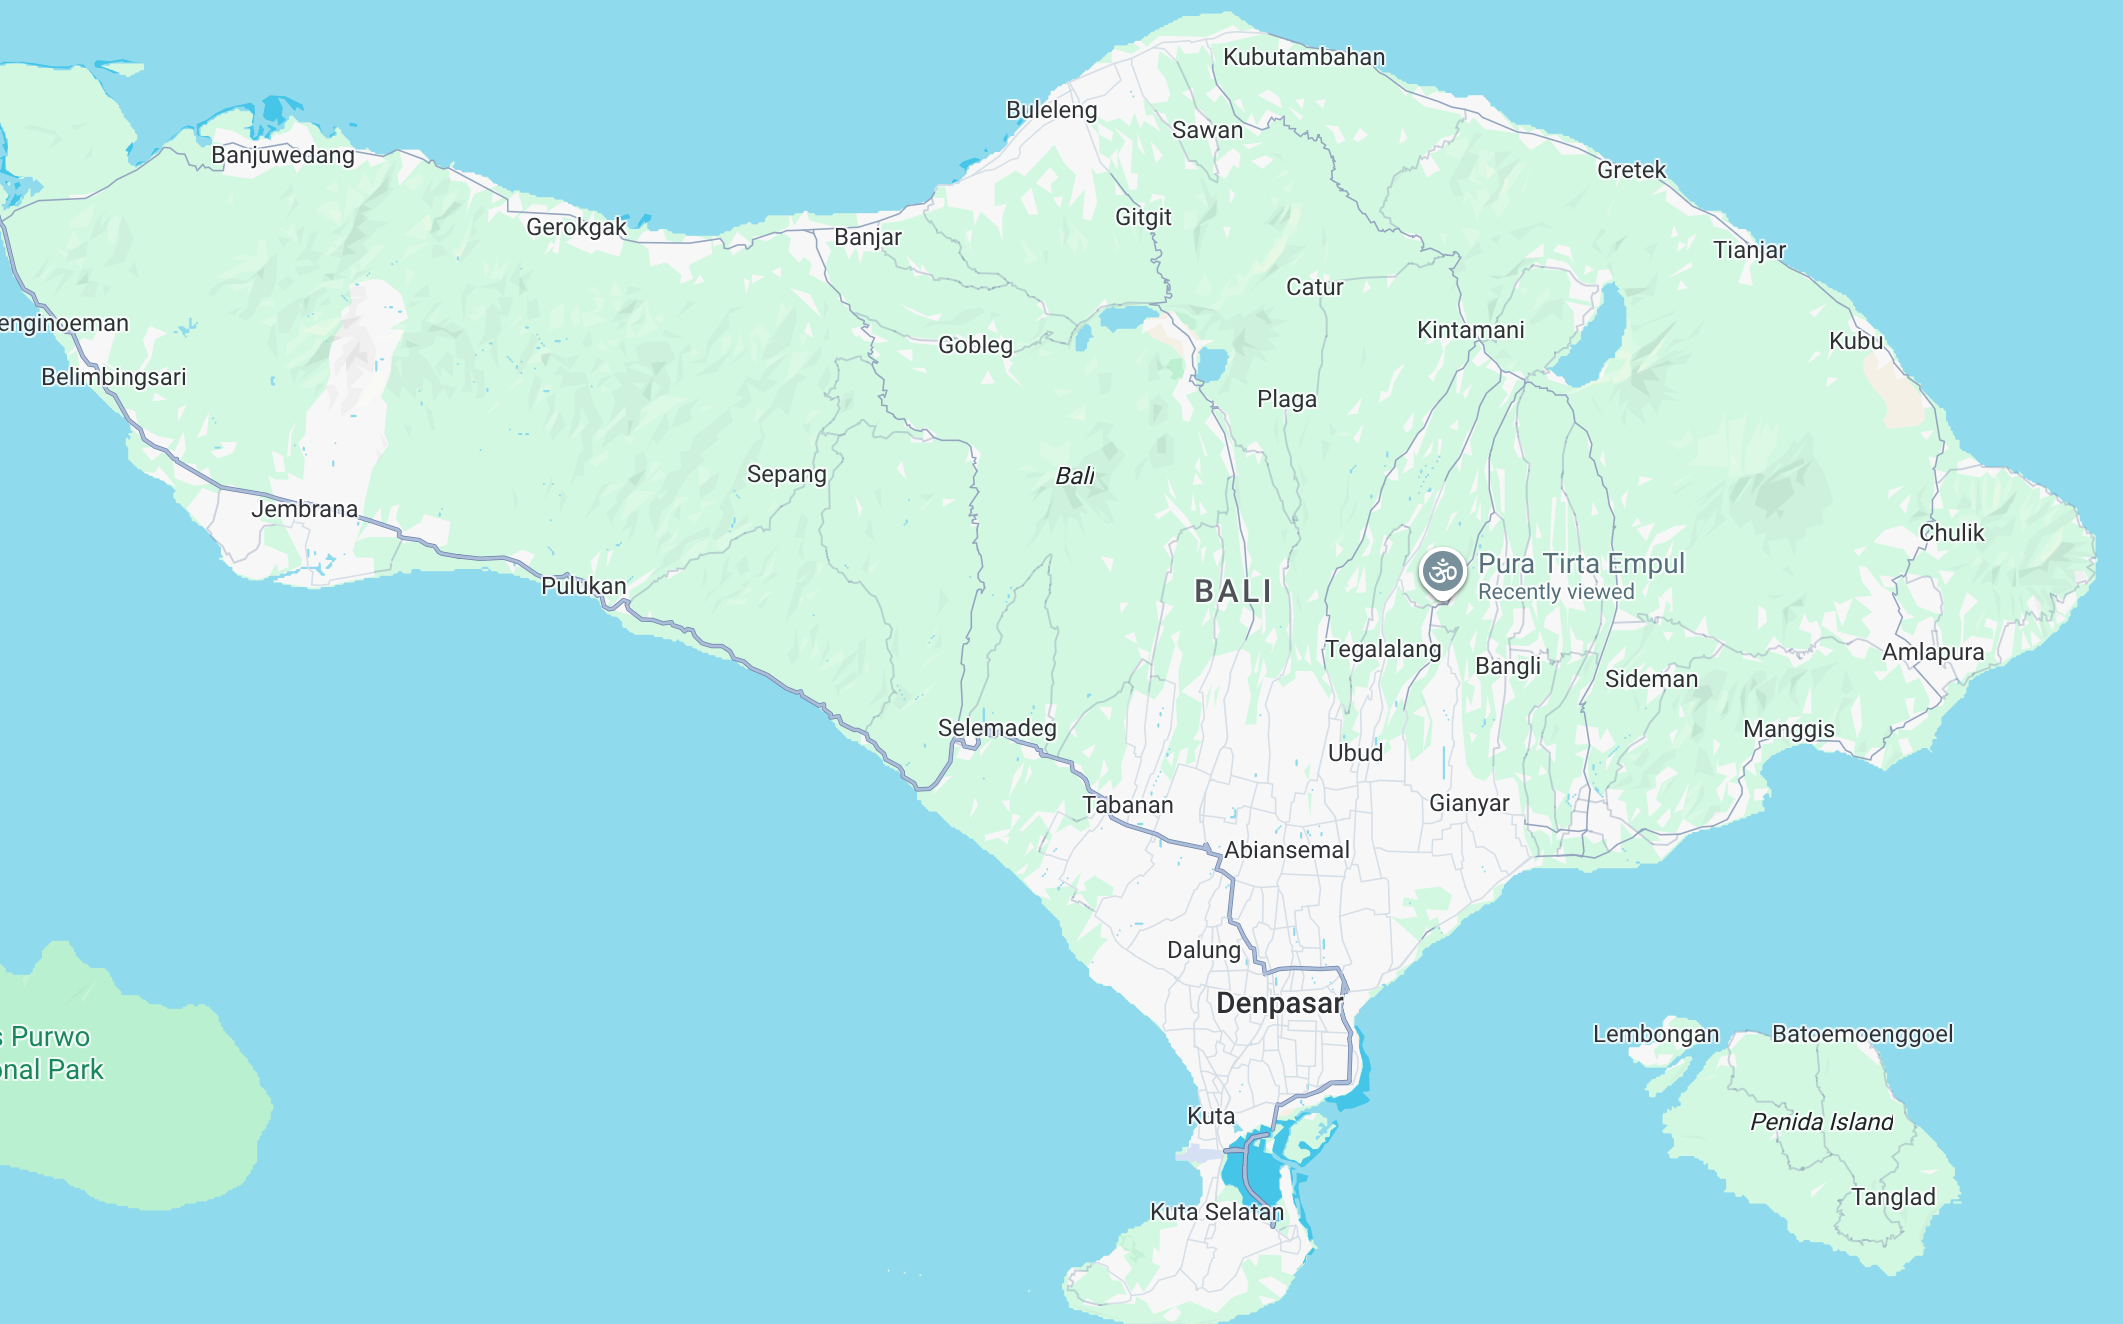 Kubutambahan
Buleleng
Sawan
Banjuwedang
Gretek
Gitgit
Gerokgak
Banjar
Tianjar
Catur
enginoeman
Kintamani
Gobleg
Kubu
Belimbingsari
Plaga
Sepang
Bali
Jembrana
Chulik
Pura Tirta Empul
Recently viewed
Pulukan
BALI
Tegalalang
Bangli
Amlapura
Sideman
Selemadeg
Manggis
Ubud
Tabanan
Gianyar
Abiansemal
Dalung
Denpasar
s Purwo
onal Park
Lembongan
Batoemoenggoel
Kuta
Penida Island
Tanglad
Kuta Selatan